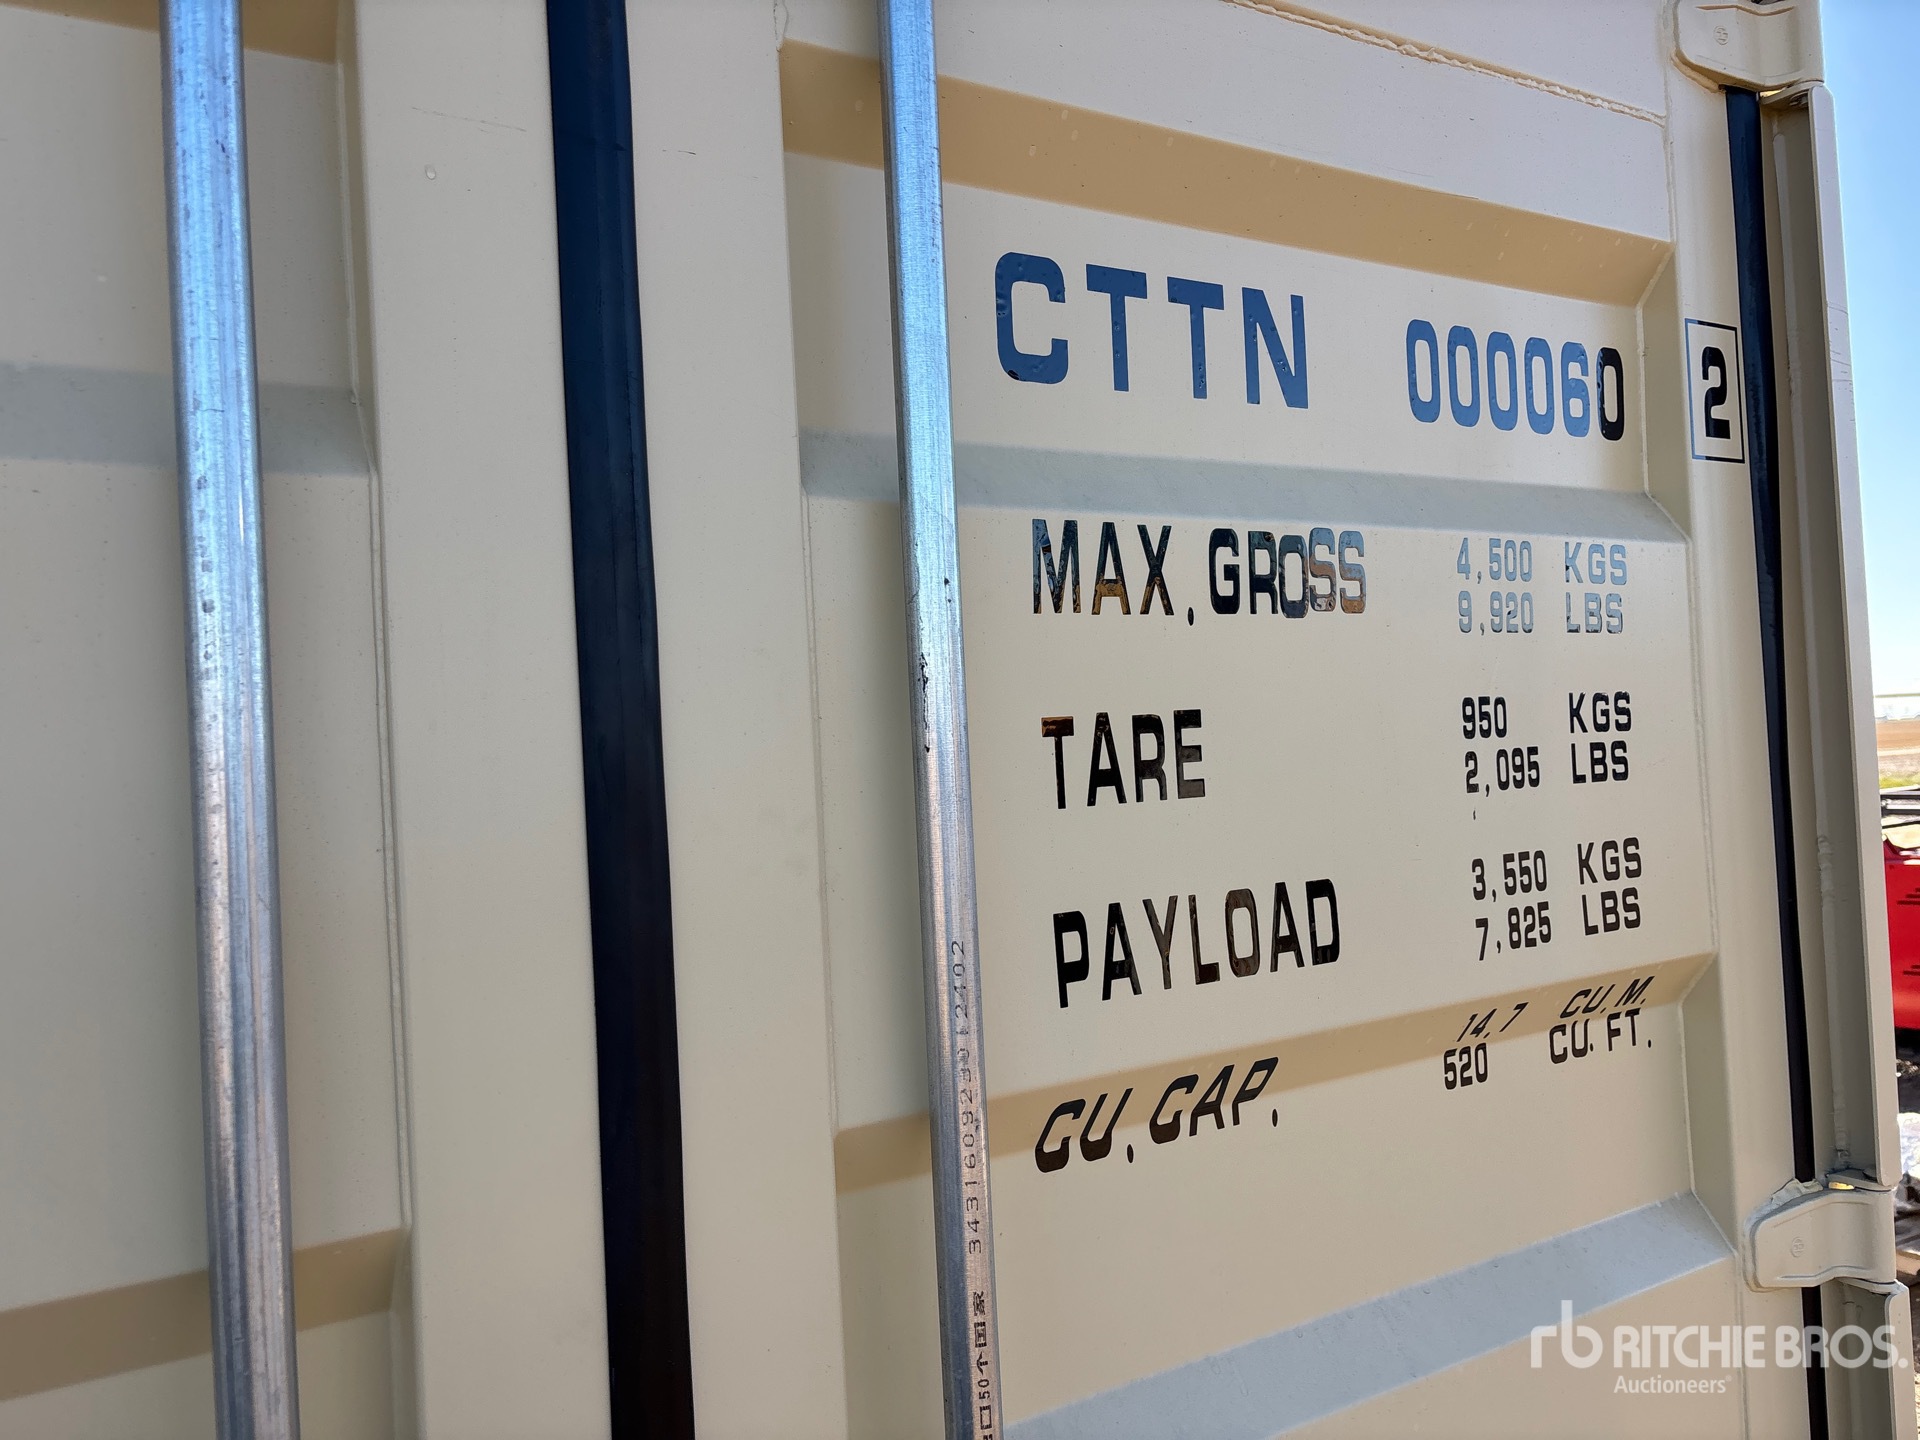 CTTN 000060 2
MAX.GROSS 4,500 KGS
9,920 LBS
TARE 950 KGS
2,095 LBS
PAYLOAD 3,550 KGS
7,825 LBS
CU.CAP. 14.7 CU.M.
520 CU.FT.
rb RITCHIE BROS.
Auctioneers